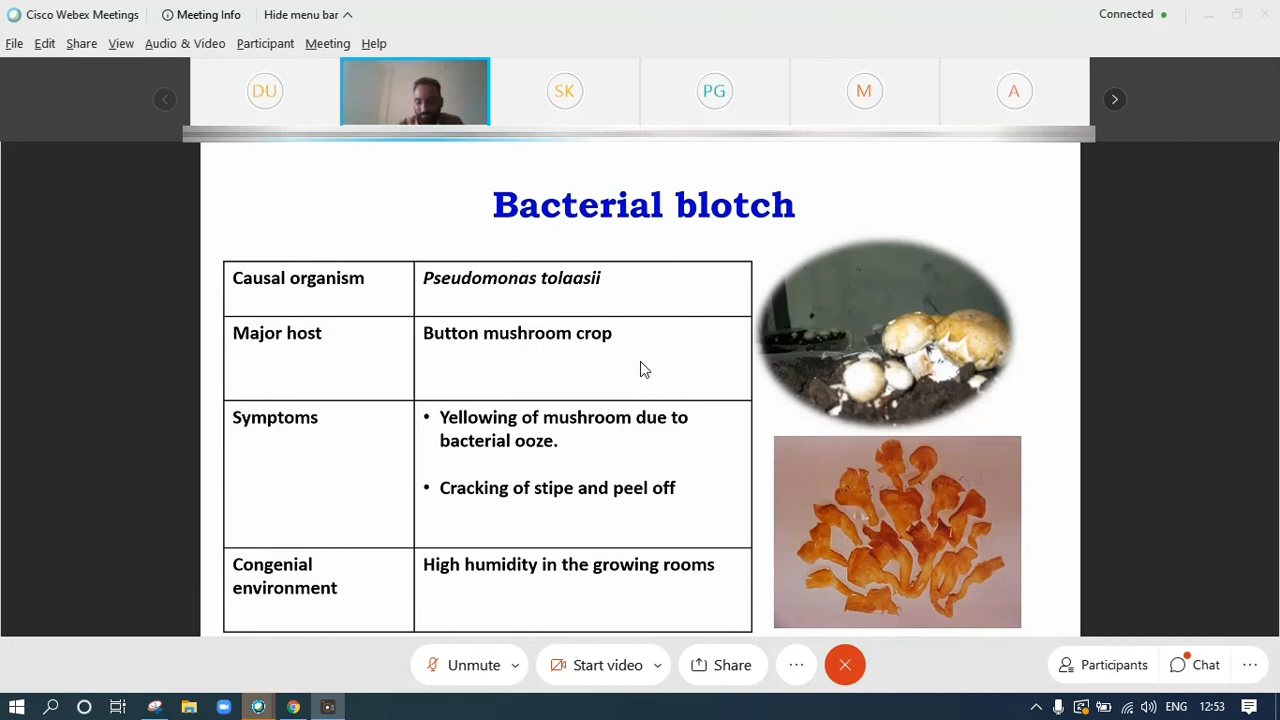 Cisco Webex Meetings
Meeting Info
Hide menu bar
Connected
File Edit Share View Audio & Video Participant Meeting Help
DU SK PG M A
Bacterial blotch
Causal organism
Pseudomonas tolaasii
Major host
Button mushroom crop
Symptoms
• Yellowing of mushroom due to
bacterial ooze.
• Cracking of stipe and peel off
Congenial
environment
High humidity in the growing rooms
Unmute
Start video
Share
Participants
Chat
ENG
12:53